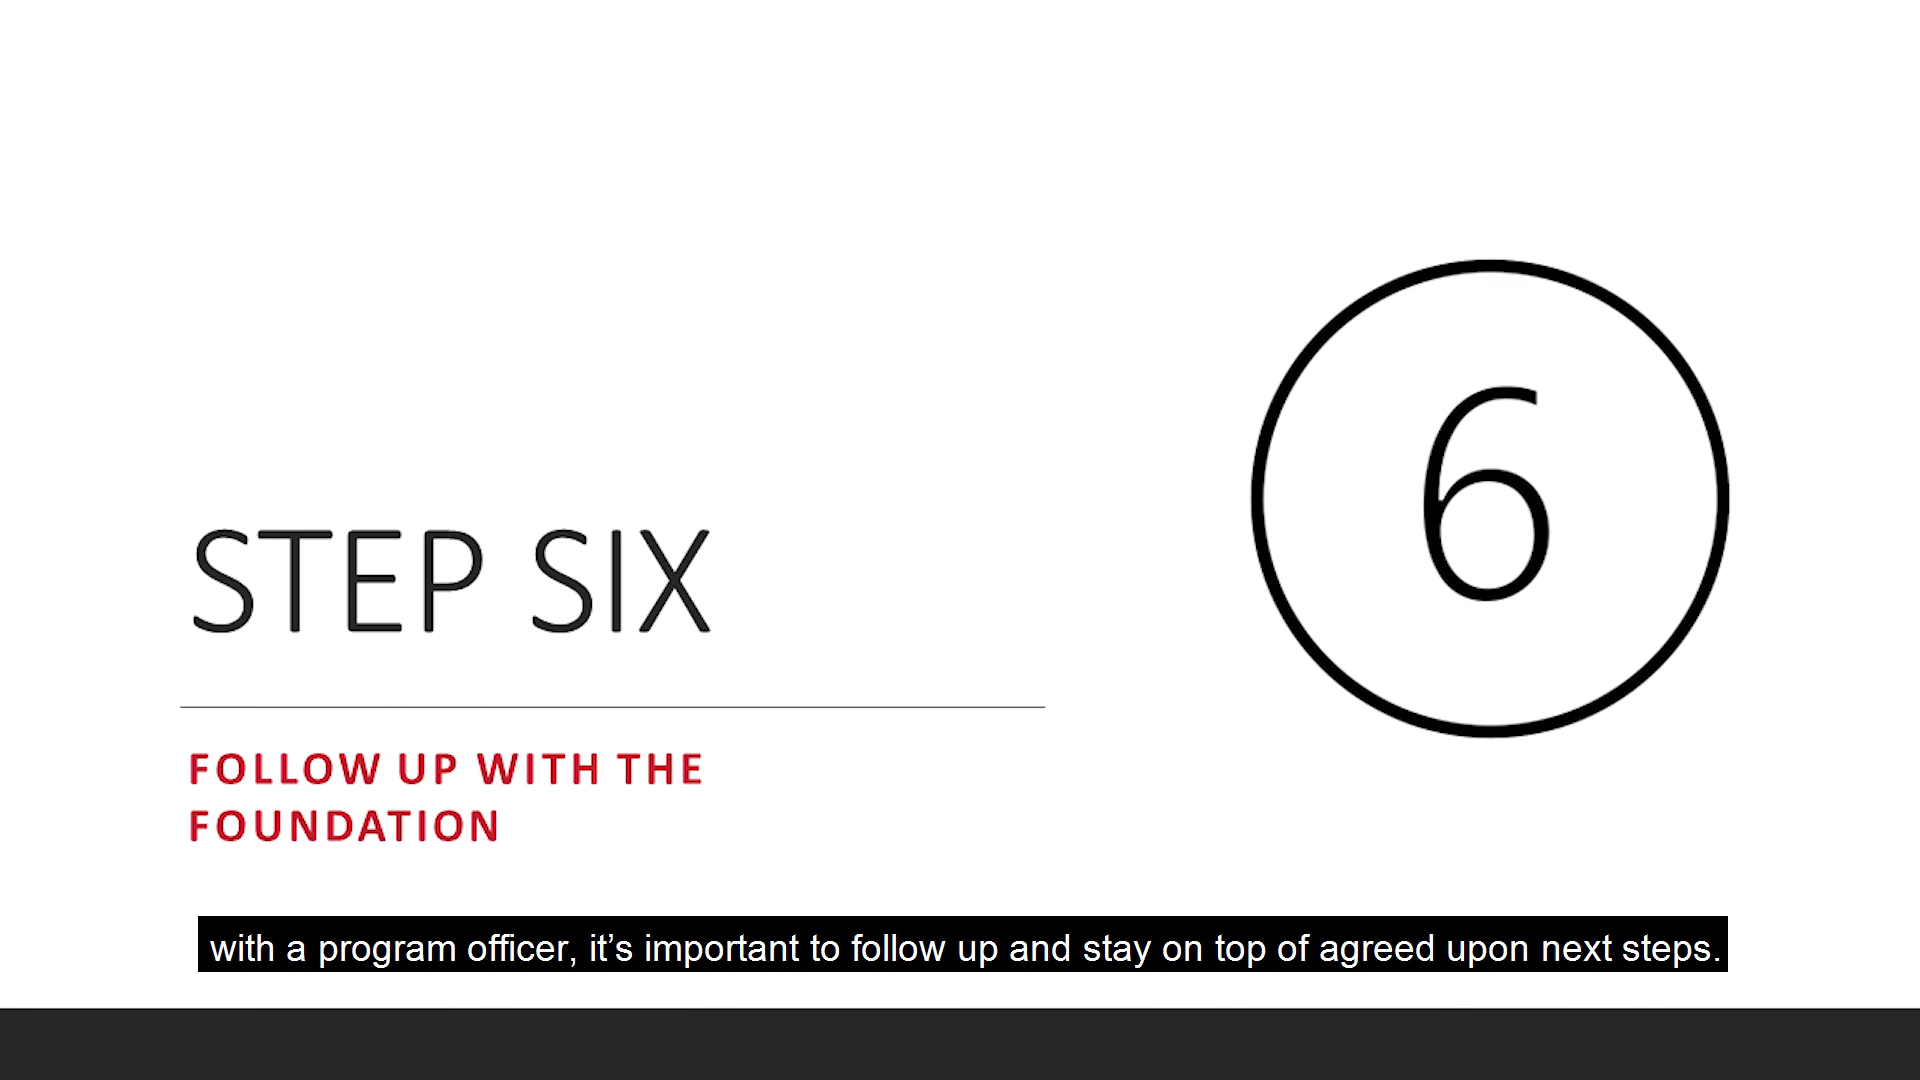 STEP SIX
6
FOLLOW UP WITH THE
FOUNDATION
with a program officer, it’s important to follow up and stay on top of agreed upon next steps.